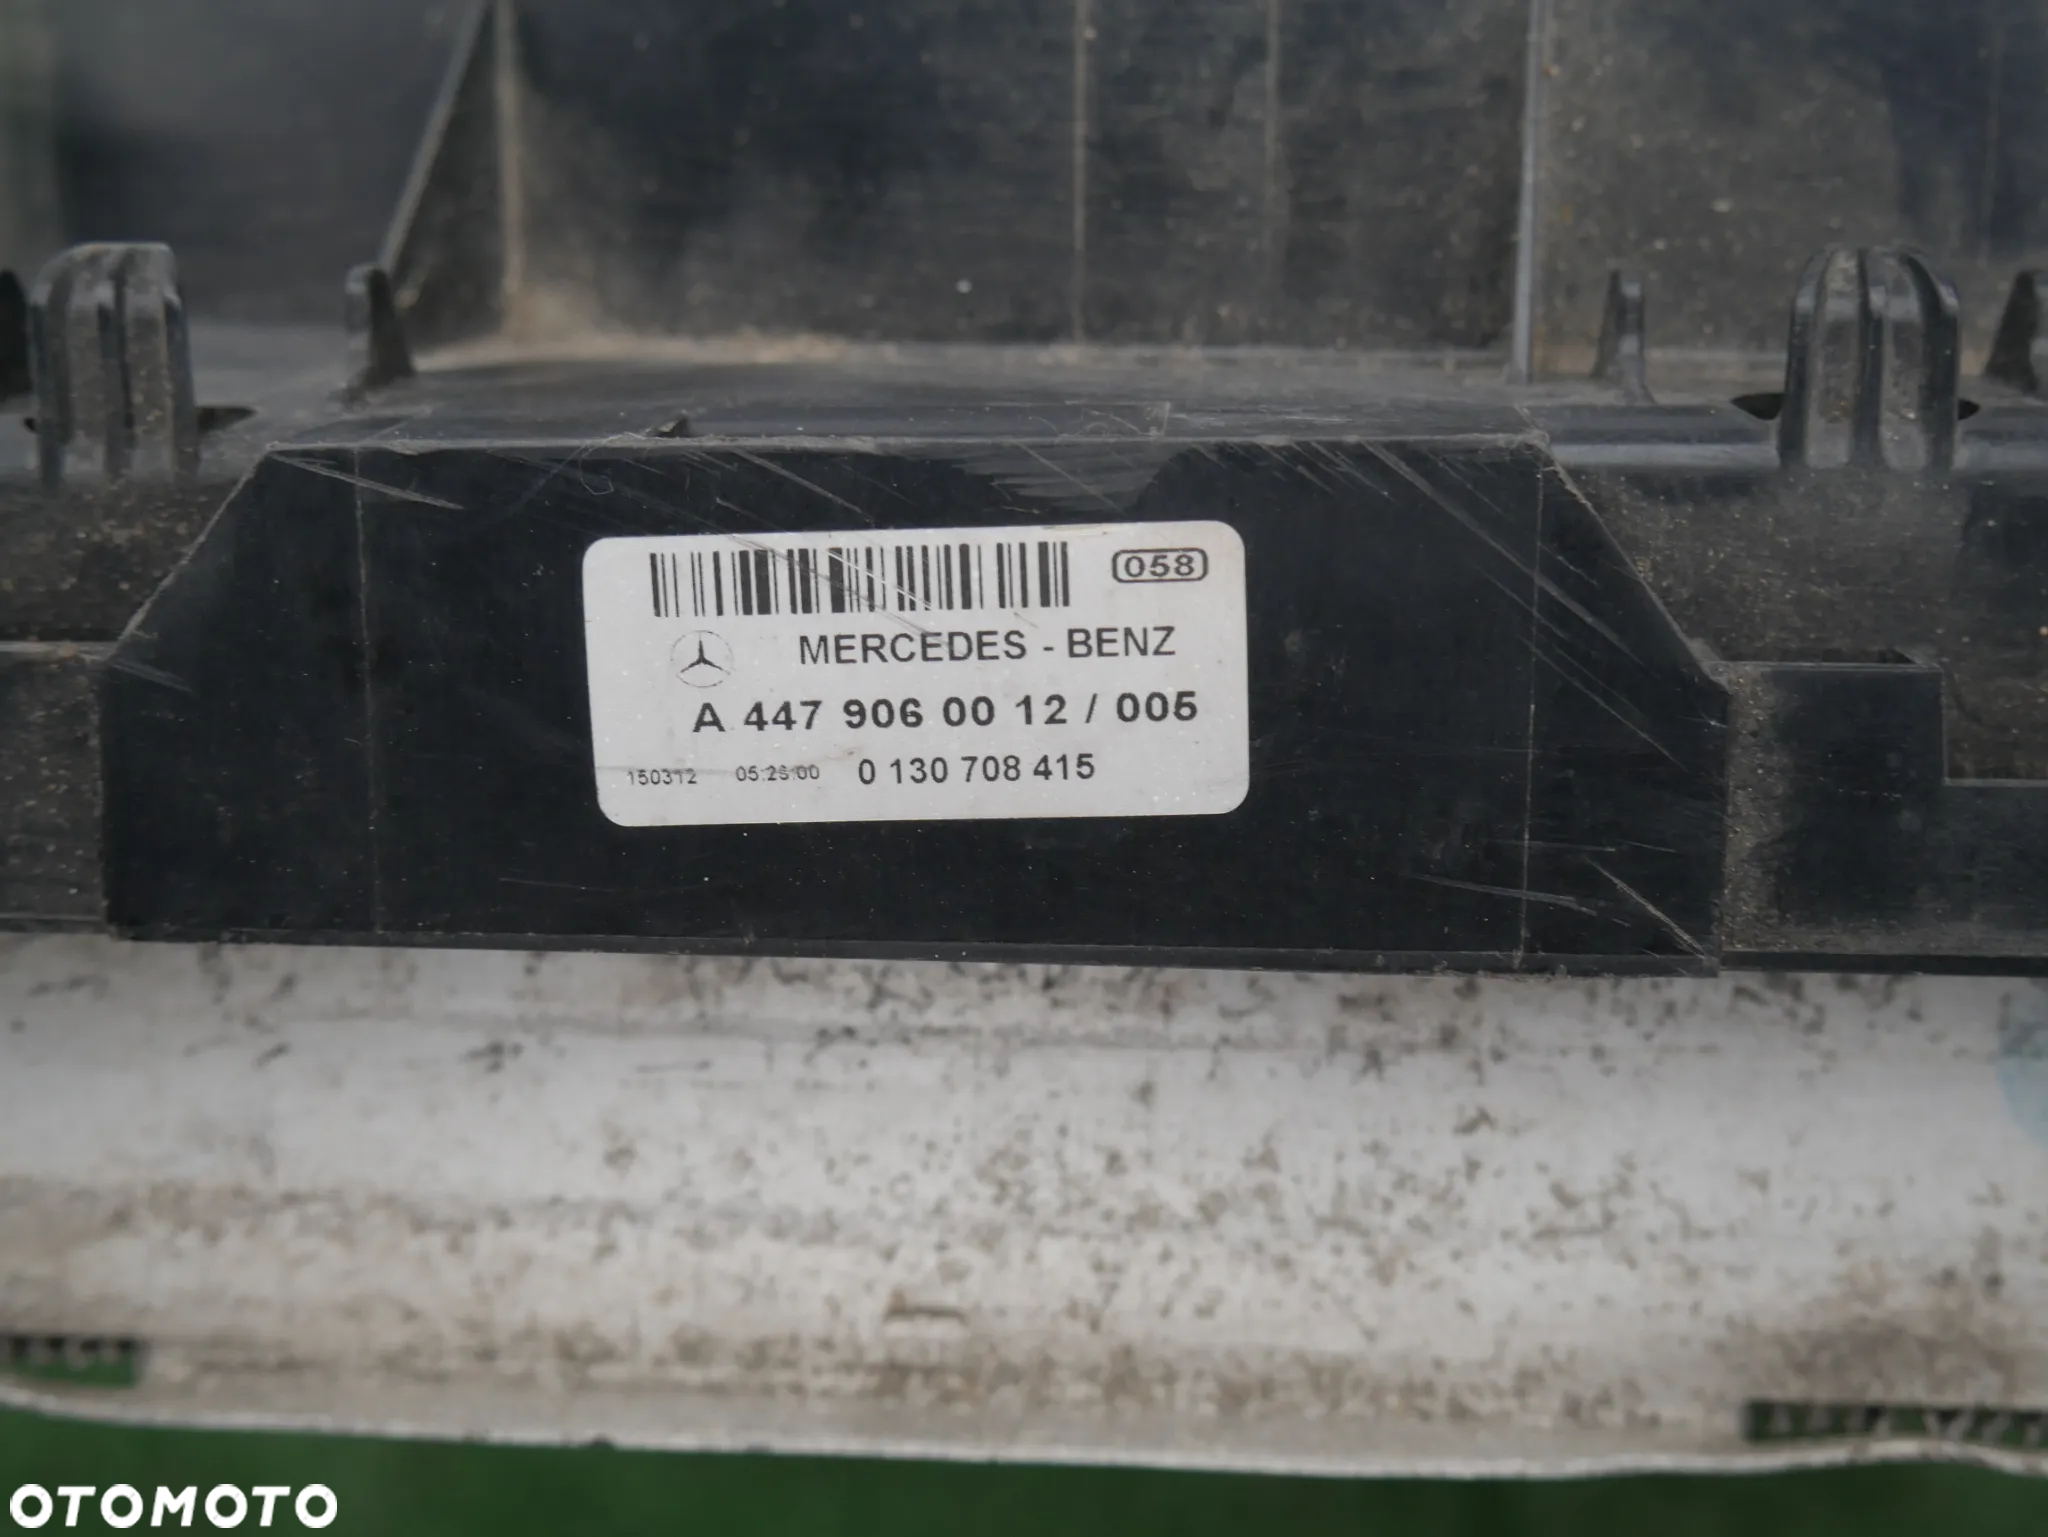 058
MERCEDES - BENZ
A 447 906 00 12 / 005
150312 05:26:00 0 130 708 415
OTOMOTO